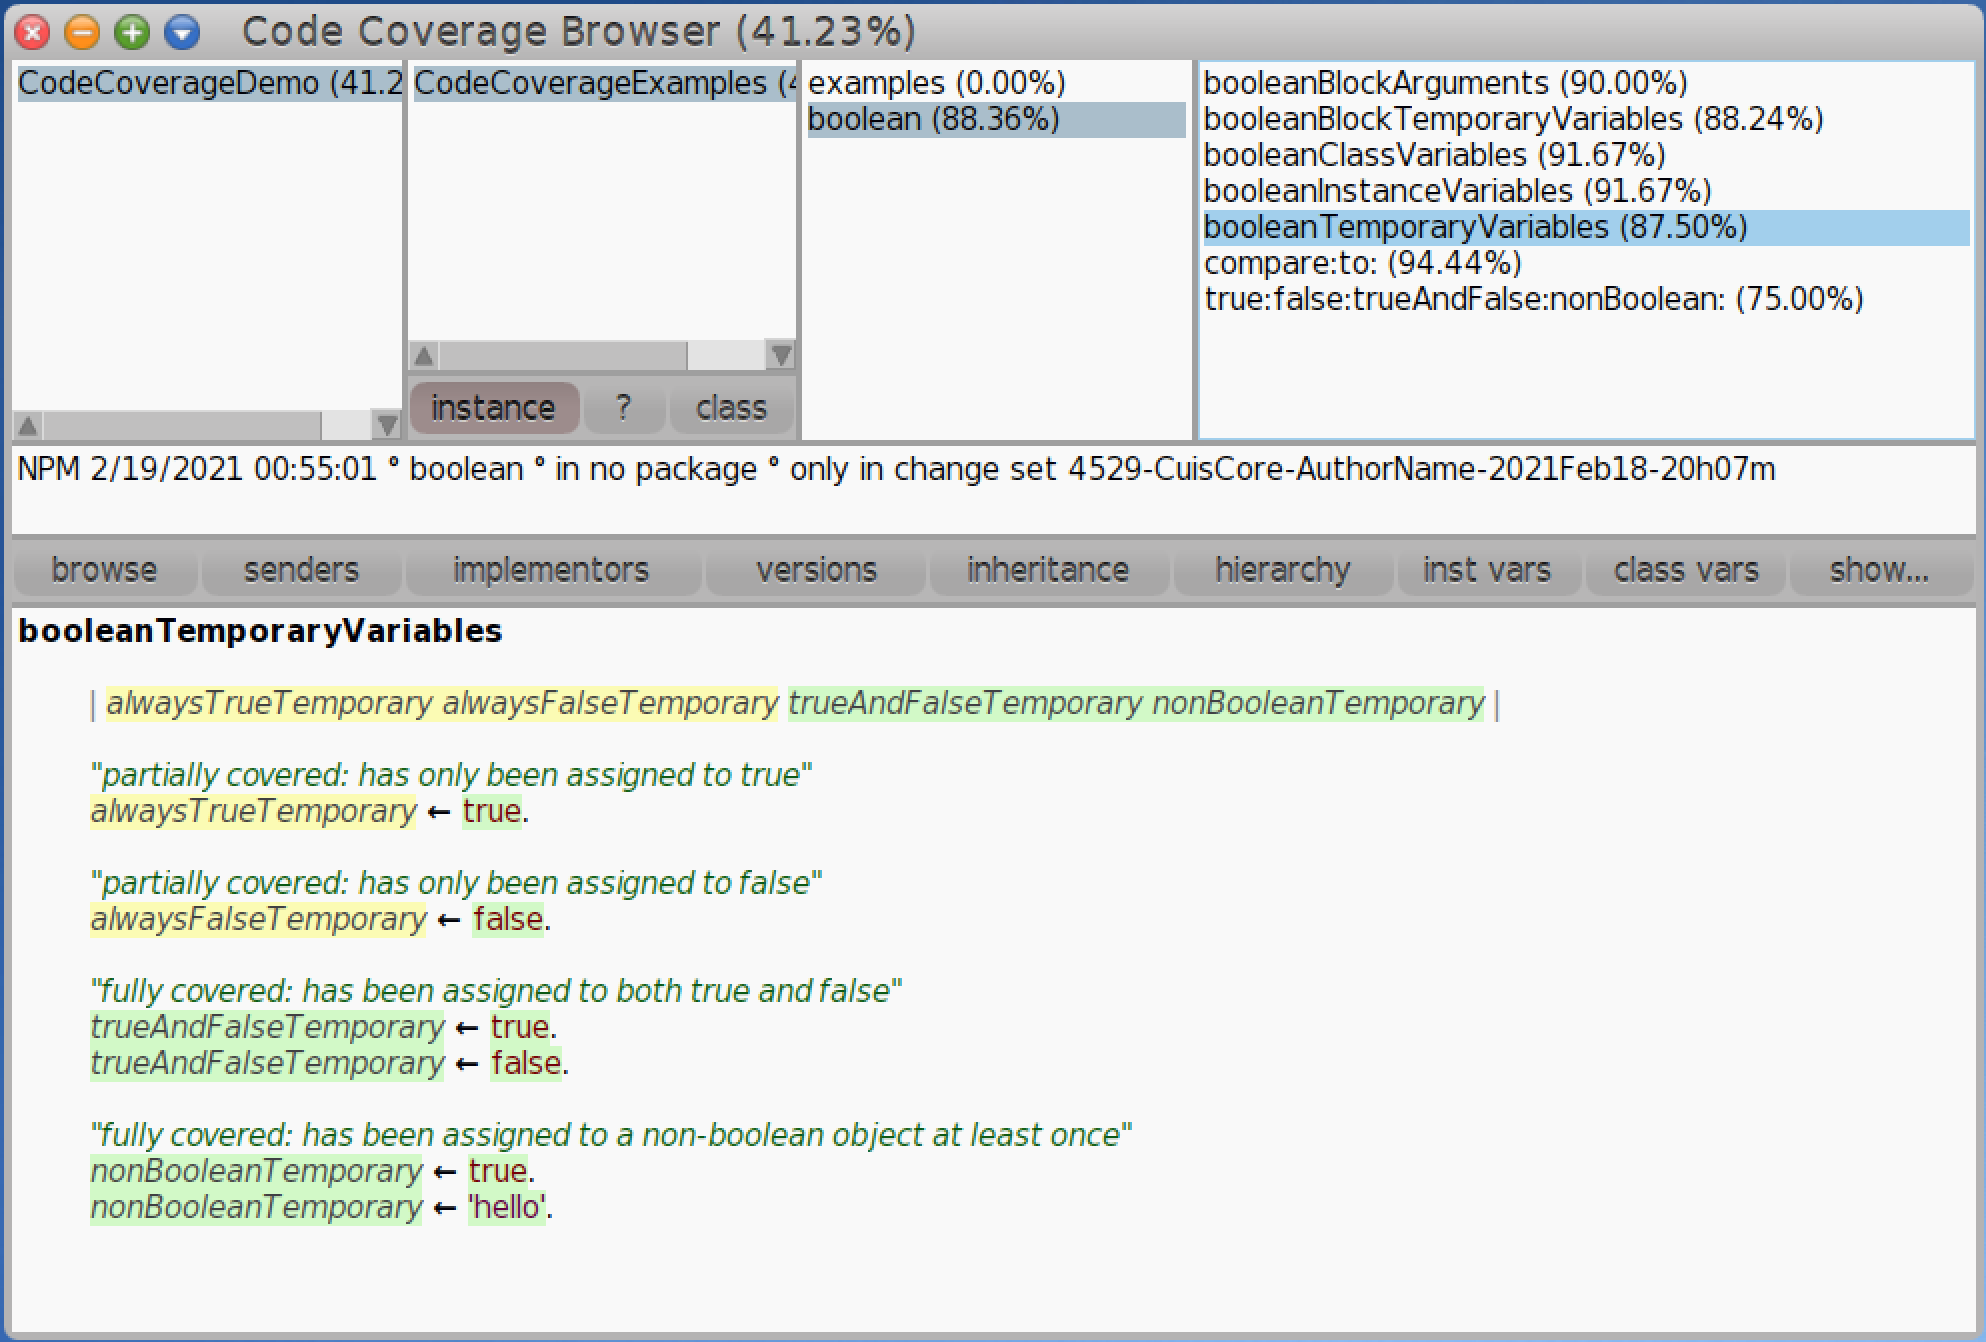 Code Coverage Browser (41.23%)
CodeCoverageDemo (41.2
CodeCoverageExamples (4
instance ? class
examples (0.00%)
boolean (88.36%)
booleanBlockArguments (90.00%)
booleanBlockTemporaryVariables (88.24%)
booleanClassVariables (91.67%)
booleanInstanceVariables (91.67%)
booleanTemporaryVariables (87.50%)
compare:to: (94.44%)
true:false:trueAndFalse:nonBoolean: (75.00%)
NPM 2/19/2021 00:55:01 ° boolean ° in no package ° only in change set 4529-CuisCore-AuthorName-2021Feb18-20h07m
browse senders implementors versions inheritance hierarchy inst vars class vars show...
booleanTemporaryVariables
| alwaysTrueTemporary alwaysFalseTemporary trueAndFalseTemporary nonBooleanTemporary |
"partially covered: has only been assigned to true"
alwaysTrueTemporary ← true.
"partially covered: has only been assigned to false"
alwaysFalseTemporary ← false.
"fully covered: has been assigned to both true and false"
trueAndFalseTemporary ← true.
trueAndFalseTemporary ← false.
"fully covered: has been assigned to a non-boolean object at least once"
nonBooleanTemporary ← true.
nonBooleanTemporary ← 'hello'.